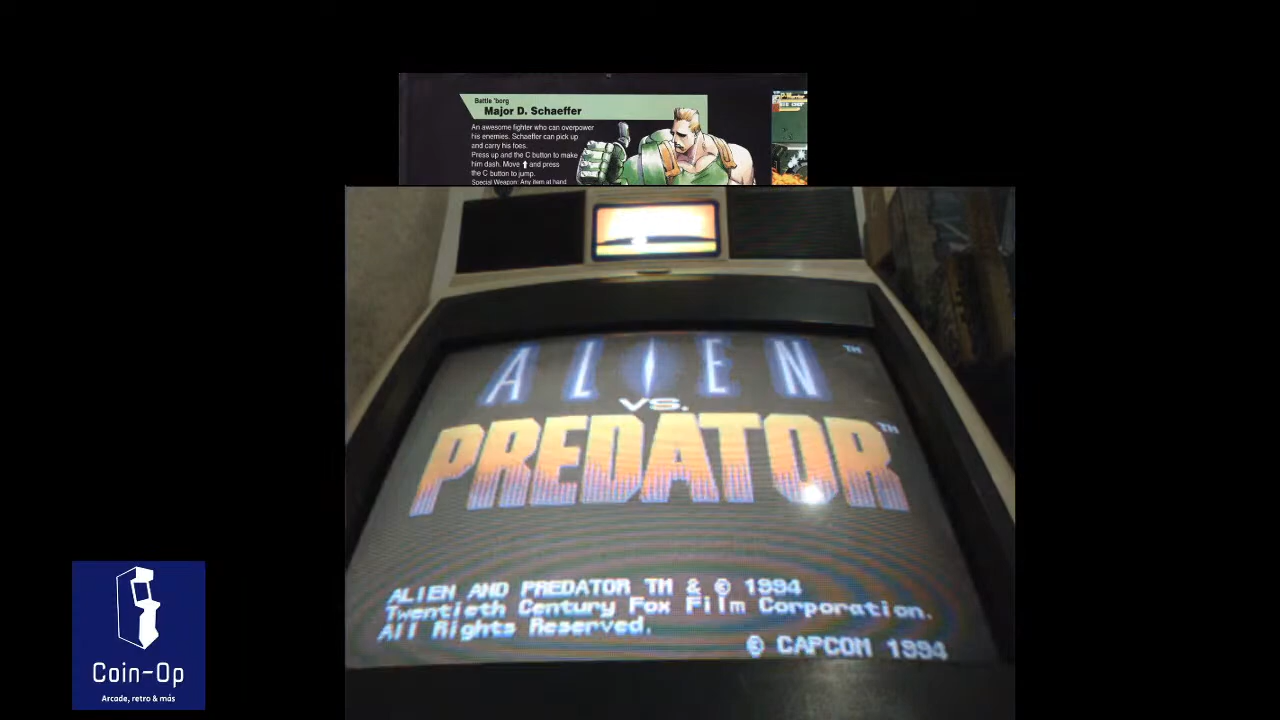 Battle 'borg
Major D. Schaeffer
An awesome fighter who can overpower
his enemies. Schaeffer can pick up
and carry his foes.
Press up and the C button to make
him dash. Move ⬆ and press
the C button to jump.
Special Weapon: Any item at hand
ALIEN TM
VS.
PREDATOR TM
ALIEN AND PREDATOR TM & © 1994
Twentieth Century Fox Film Corporation.
All Rights Reserved.
© CAPCOM 1994
Coin-Op
Arcade, retro & más